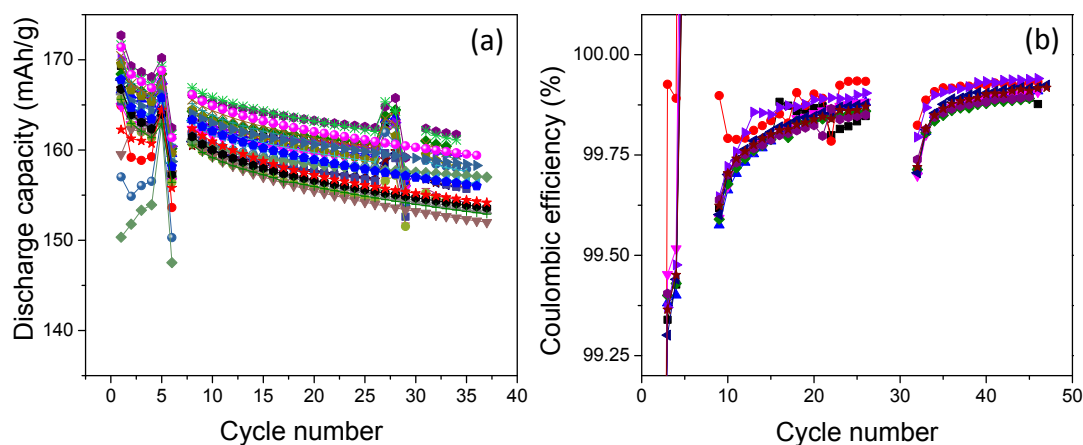 (a)
Discharge capacity (mAh/g)
170
160
150
140
0 5 10 15 20 25 30 35 40
Cycle number
(b)
Coulombic efficiency (%)
100.00
99.75
99.50
99.25
0 10 20 30 40 50
Cycle number